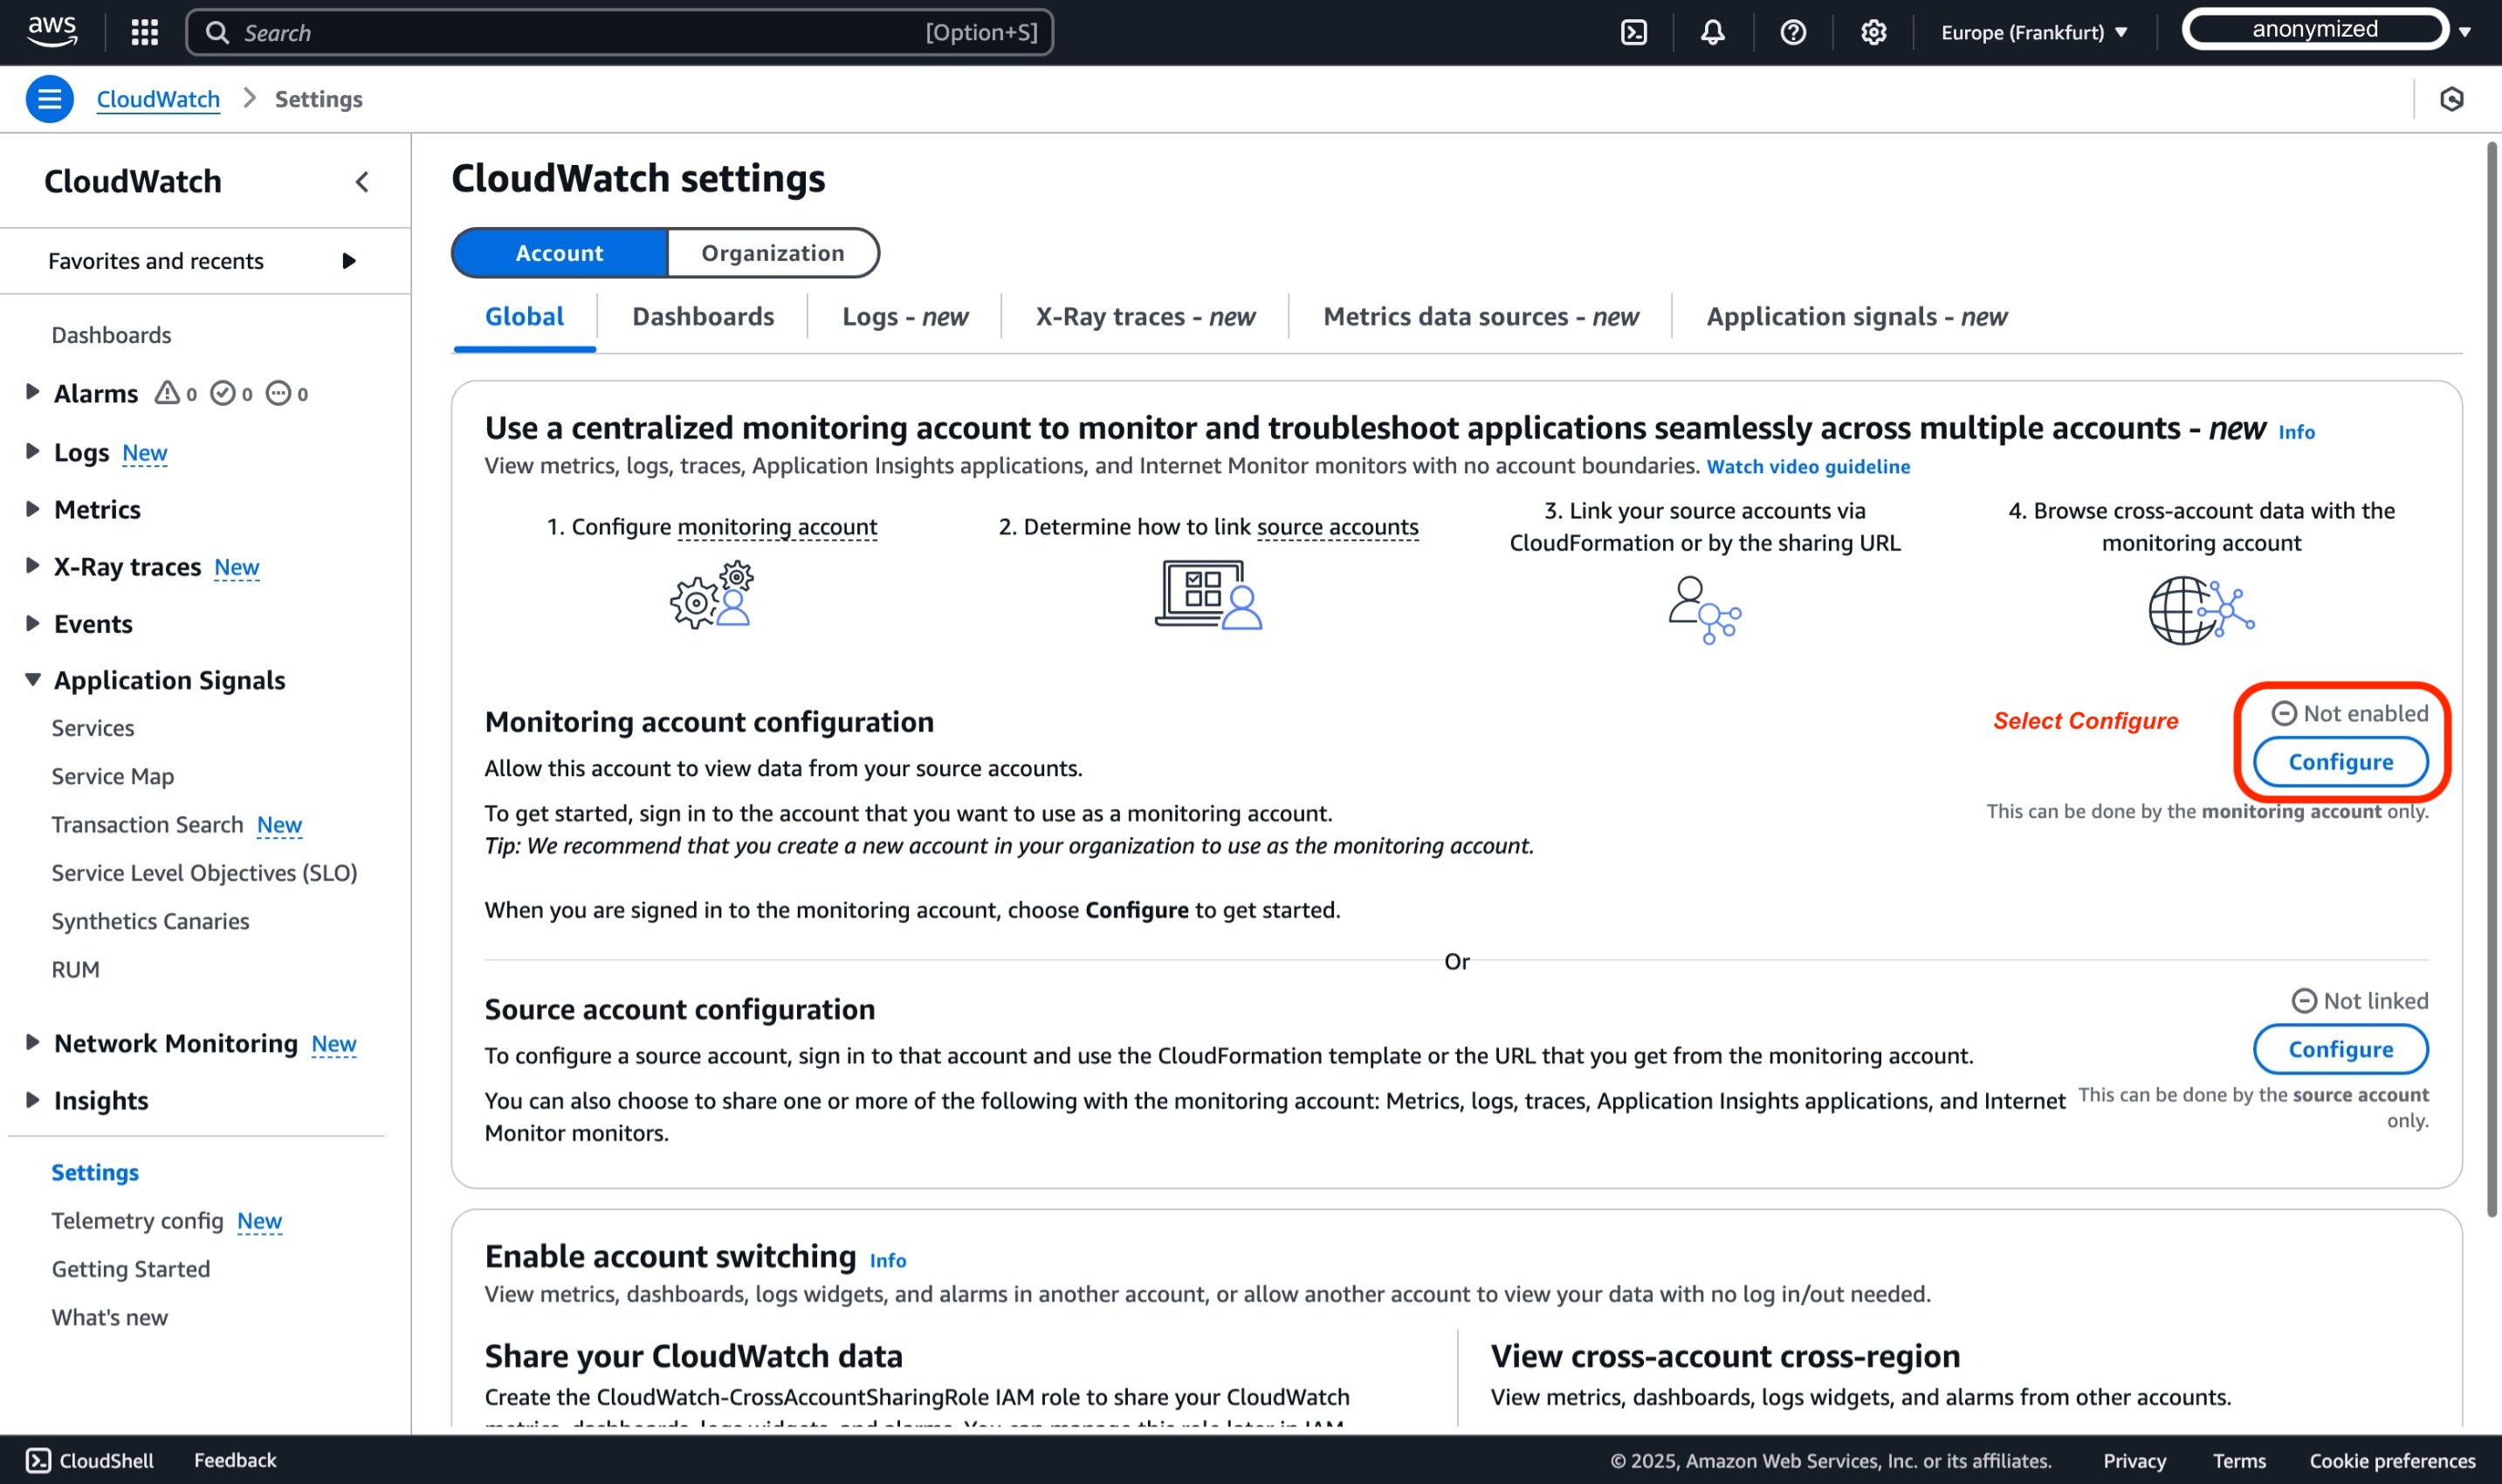 aws
Search
[Option+S]
Europe (Frankfurt)
anonymized
CloudWatch
Settings
CloudWatch
Favorites and recents
Dashboards
Alarms 0 0 0
Logs New
Metrics
X-Ray traces New
Events
Application Signals
Services
Service Map
Transaction Search New
Service Level Objectives (SLO)
Synthetics Canaries
RUM
Network Monitoring New
Insights
Settings
Telemetry config New
Getting Started
What's new
CloudWatch settings
Account
Organization
Global
Dashboards
Logs - new
X-Ray traces - new
Metrics data sources - new
Application signals - new
Use a centralized monitoring account to monitor and troubleshoot applications seamlessly across multiple accounts - new Info
View metrics, logs, traces, Application Insights applications, and Internet Monitor monitors with no account boundaries. Watch video guideline
1. Configure monitoring account
2. Determine how to link source accounts
3. Link your source accounts via
CloudFormation or by the sharing URL
4. Browse cross-account data with the
monitoring account
Monitoring account configuration
Select Configure
Not enabled
Configure
This can be done by the monitoring account only.
Allow this account to view data from your source accounts.
To get started, sign in to the account that you want to use as a monitoring account.
Tip: We recommend that you create a new account in your organization to use as the monitoring account.
When you are signed in to the monitoring account, choose Configure to get started.
Or
Source account configuration
Not linked
Configure
This can be done by the source account
only.
To configure a source account, sign in to that account and use the CloudFormation template or the URL that you get from the monitoring account.
You can also choose to share one or more of the following with the monitoring account: Metrics, logs, traces, Application Insights applications, and Internet
Monitor monitors.
Enable account switching Info
View metrics, dashboards, logs widgets, and alarms in another account, or allow another account to view your data with no log in/out needed.
Share your CloudWatch data
Create the CloudWatch-CrossAccountSharingRole IAM role to share your CloudWatch
metrics, dashboards, logs widgets, and alarms. You can manage this role later in IAM
View cross-account cross-region
View metrics, dashboards, logs widgets, and alarms from other accounts.
CloudShell
Feedback
© 2025, Amazon Web Services, Inc. or its affiliates.
Privacy
Terms
Cookie preferences